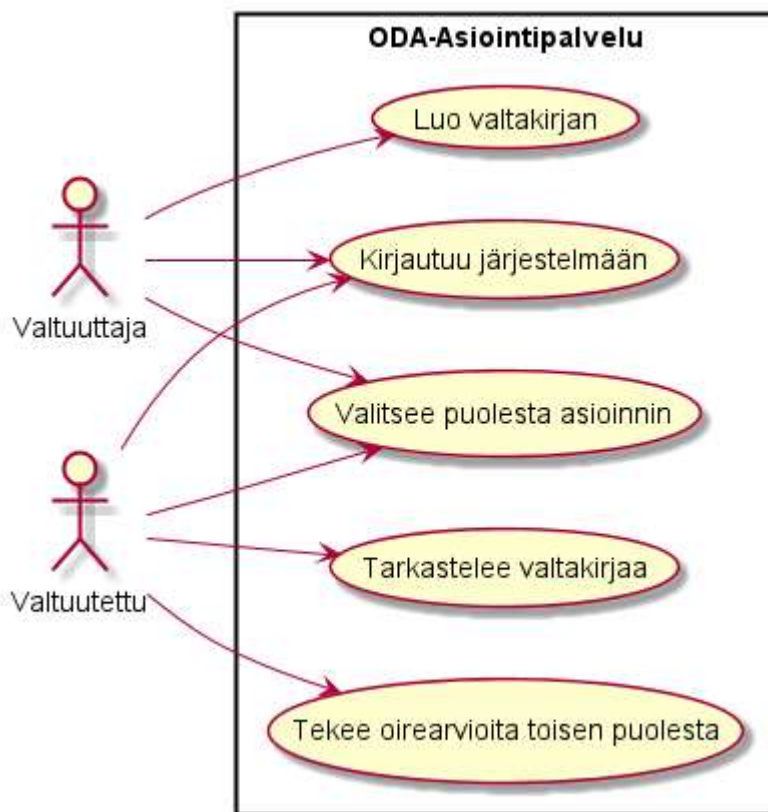 ODA-Asiointipalvelu
Luo valtakirjan
Kirjautuu järjestelmään
Valtuuttaja
Valitsee puolesta asioinnin
Tarkastelee valtakirjaa
Valtuutettu
Tekee oirearvioita toisen puolesta